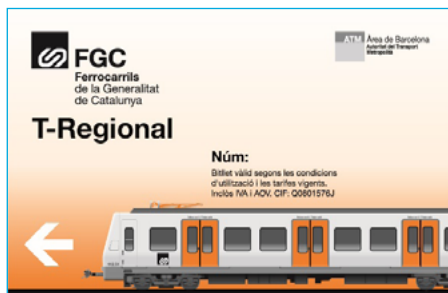 FGC
Ferrocarrils
de la Generalitat
de Catalunya
ATM
Àrea de Barcelona
Autoritat del Transport
Metropolità
T-Regional
Núm:
Bitllet vàlid segons les condicions
d'utilització i les tarifes vigents.
Inclòs IVA i AOV. CIF: Q0801576J